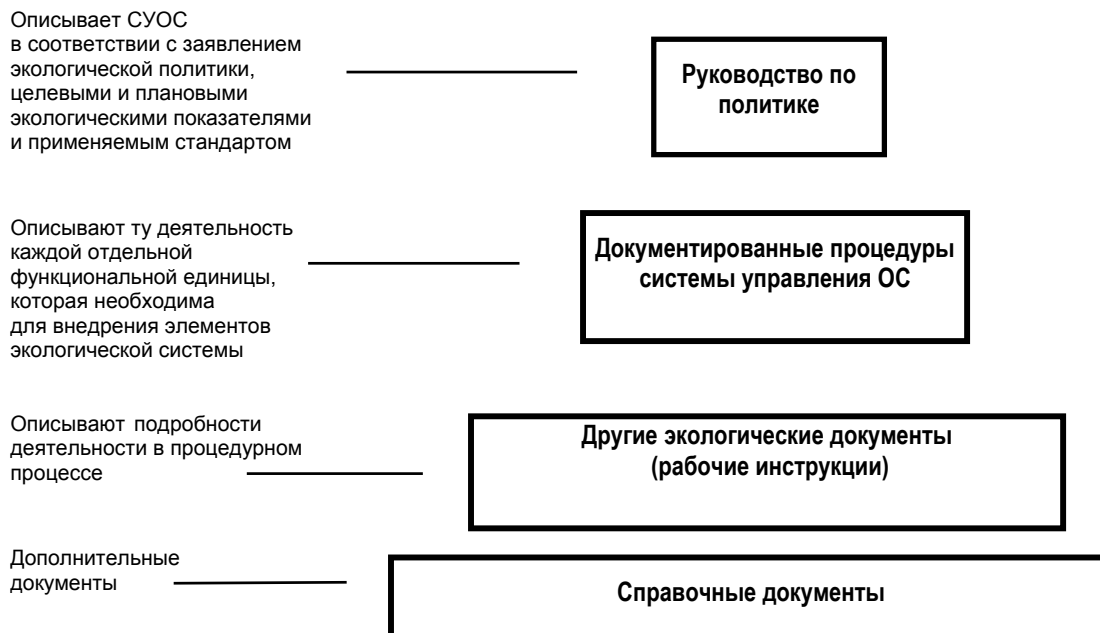 Описывает СУОС
в соответствии с заявлением
экологической политики,
целевыми и плановыми
экологическими показателями
и применяемым стандартом
Руководство по
политике
Описывают ту деятельность
каждой отдельной
функциональной единицы,
которая необходима
для внедрения элементов
экологической системы
Документированные процедуры
системы управления ОС
Описывают подробности
деятельности в процедурном
процессе
Другие экологические документы
(рабочие инструкции)
Дополнительные
документы
Справочные документы